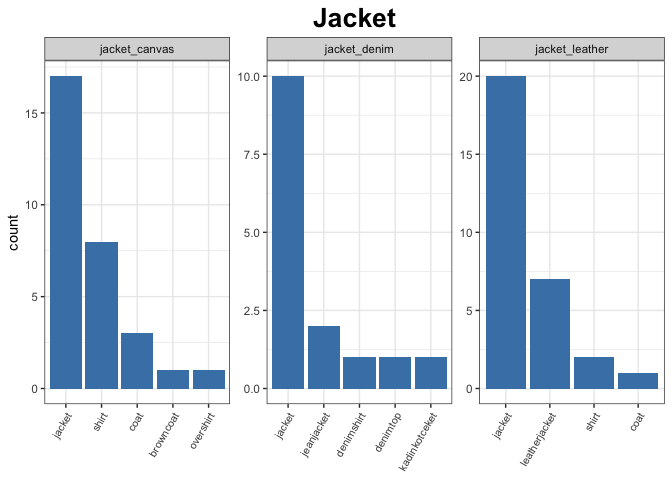 Jacket
jacket_canvas
jacket_denim
jacket_leather
count
15
10
5
0
10.0
7.5
5.0
2.5
0.0
20
15
10
5
0
jacket
shirt
coat
browncoat
overshirt
jacket
jeanjacket
denimshirt
denimtop
kadinkotceket
jacket
leatherjacket
shirt
coat